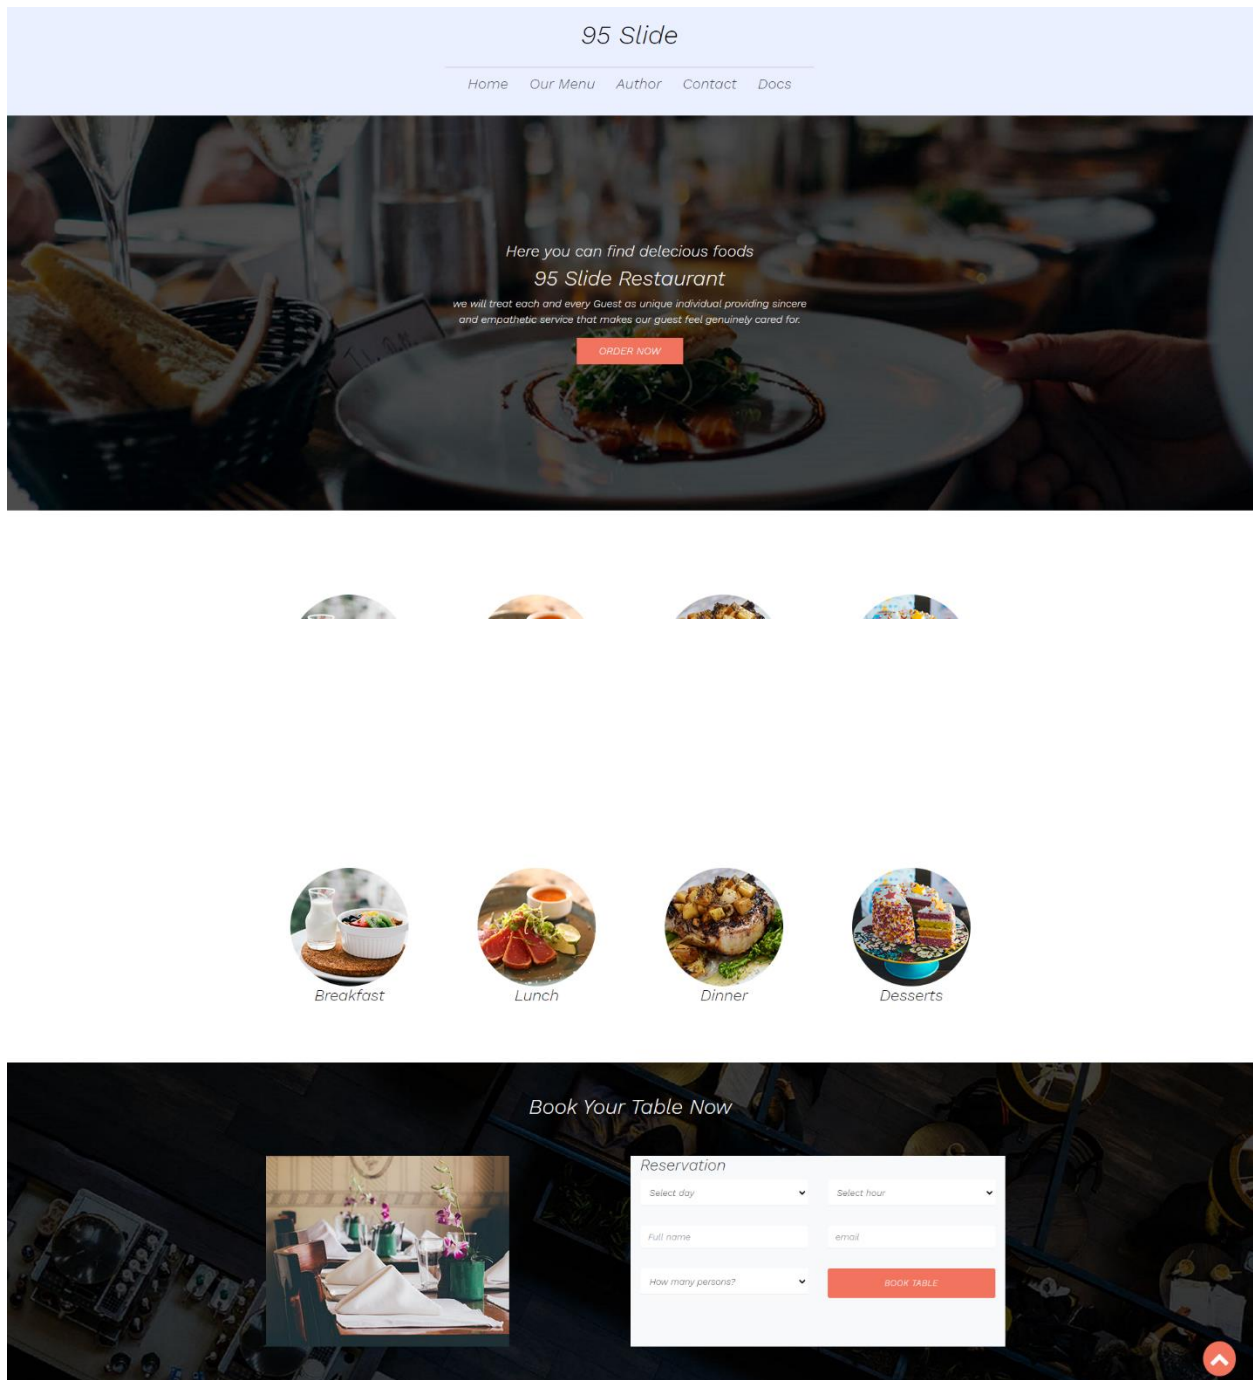 95 Slide
Home Our Menu Author Contact Docs
Here you can find delecious foods
95 Slide Restaurant
we will treat each and every Guest as unique individual providing sincere
and empathetic service that makes our guest feel genuinely cared for.
ORDER NOW
Breakfast Lunch Dinner Desserts
Book Your Table Now
Reservation
Select day Select hour
Full name email
How many persons? BOOK TABLE